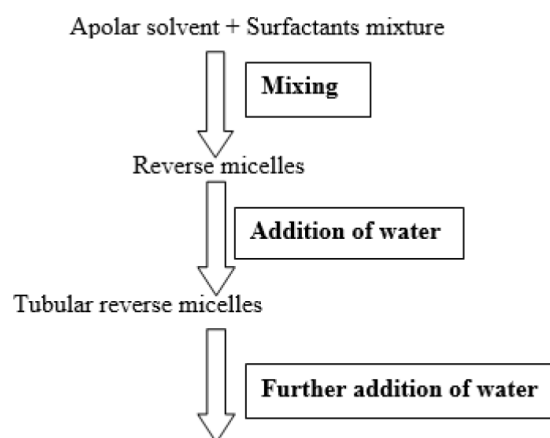 Apolar solvent + Surfactants mixture
Mixing
Reverse micelles
Addition of water
Tubular reverse micelles
Further addition of water